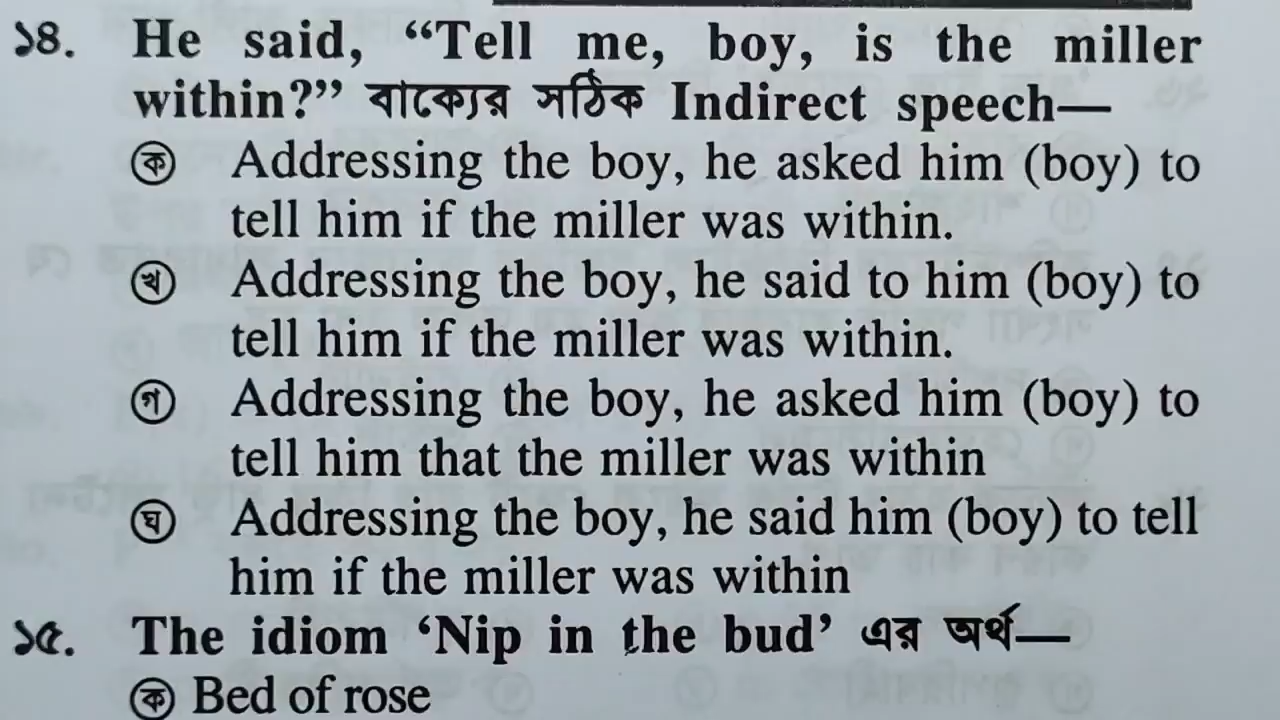 ১৪. He said, “Tell me, boy, is the miller
within?” বাক্যের সঠিক Indirect speech—
ক Addressing the boy, he asked him (boy) to
tell him if the miller was within.
খ Addressing the boy, he said to him (boy) to
tell him if the miller was within.
গ Addressing the boy, he asked him (boy) to
tell him that the miller was within
ঘ Addressing the boy, he said him (boy) to tell
him if the miller was within
১৫. The idiom ‘Nip in the bud’ এর অর্থ—
ক Bed of rose